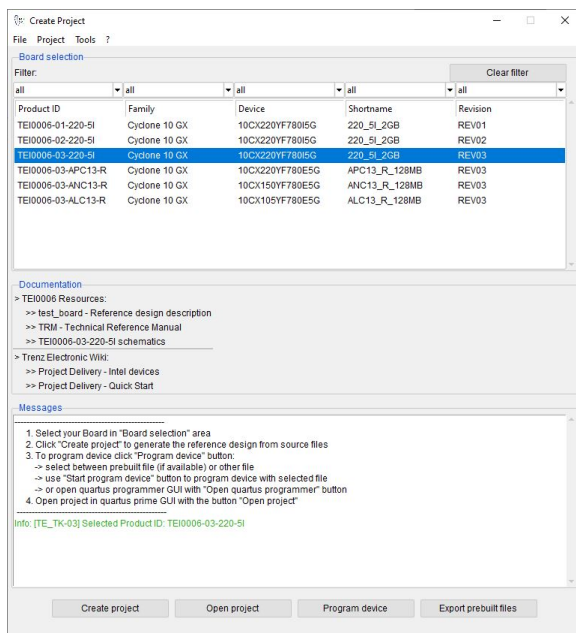 Create Project
File Project Tools ?
Board selection
Filter:
Clear filter
all all all all all
Product ID Family Device Shortname Revision
TEI0006-01-220-5I Cyclone 10 GX 10CX220YF780I5G 220_5I_2GB REV01
TEI0006-02-220-5I Cyclone 10 GX 10CX220YF780I5G 220_5I_2GB REV02
TEI0006-03-220-5I Cyclone 10 GX 10CX220YF780I5G 220_5I_2GB REV03
TEI0006-03-APC13-R Cyclone 10 GX 10CX220YF780E5G APC13_R_128MB REV03
TEI0006-03-ANC13-R Cyclone 10 GX 10CX150YF780E5G ANC13_R_128MB REV03
TEI0006-03-ALC13-R Cyclone 10 GX 10CX105YF780E5G ALC13_R_128MB REV03
Documentation
> TEI0006 Resources:
>> test_board - Reference design description
>> TRM - Technical Reference Manual
>> TEI0006-03-220-5I schematics
> Trenz Electronic Wiki:
>> Project Delivery - Intel devices
>> Project Delivery - Quick Start
Messages
1. Select your Board in "Board selection" area
2. Click "Create project" to generate the reference design from source files
3. To program device click "Program device" button:
-> select between prebuilt file (if available) or other file
-> use "Start program device" button to program device with selected file
-> or open quartus programmer GUI with "Open quartus programmer" button
4. Open project in quartus prime GUI with the button "Open project"
Info: [TE_TK-03] Selected Product ID: TEI0006-03-220-5I
Create project Open project Program device Export prebuilt files